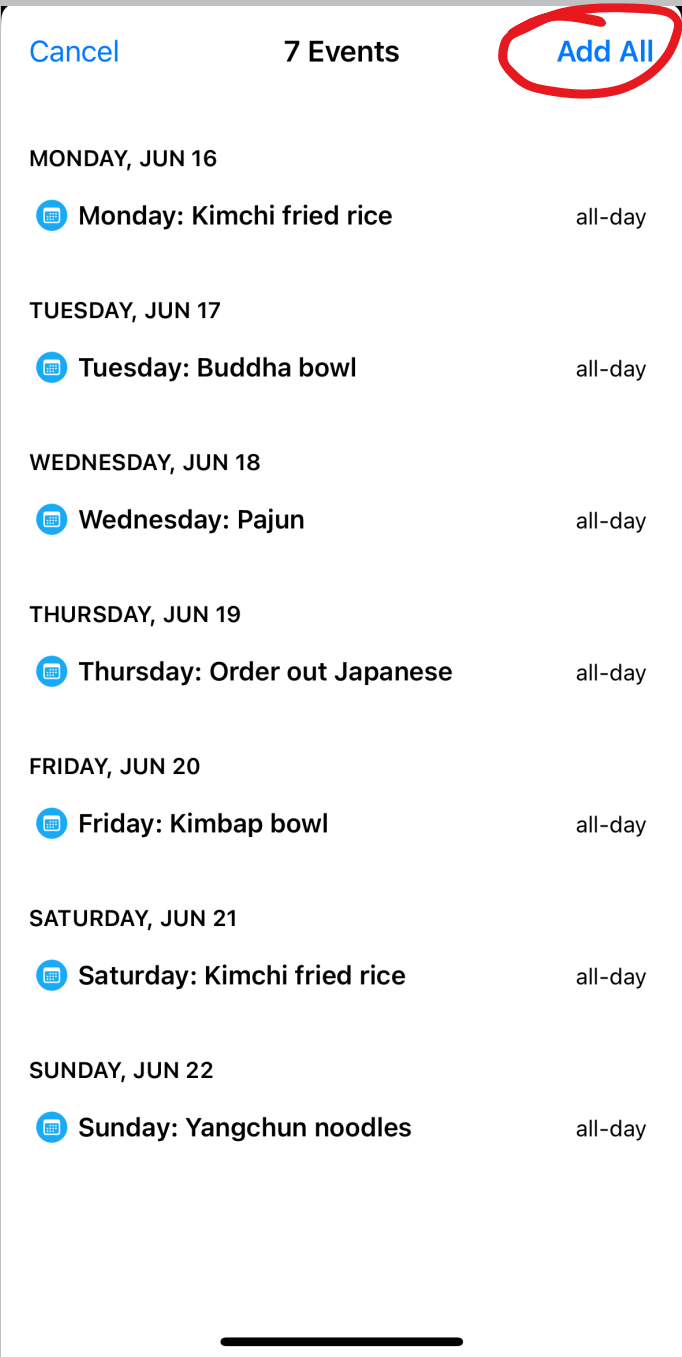 Cancel 7 Events Add All
MONDAY, JUN 16
Monday: Kimchi fried rice all-day
TUESDAY, JUN 17
Tuesday: Buddha bowl all-day
WEDNESDAY, JUN 18
Wednesday: Pajun all-day
THURSDAY, JUN 19
Thursday: Order out Japanese all-day
FRIDAY, JUN 20
Friday: Kimbap bowl all-day
SATURDAY, JUN 21
Saturday: Kimchi fried rice all-day
SUNDAY, JUN 22
Sunday: Yangchun noodles all-day